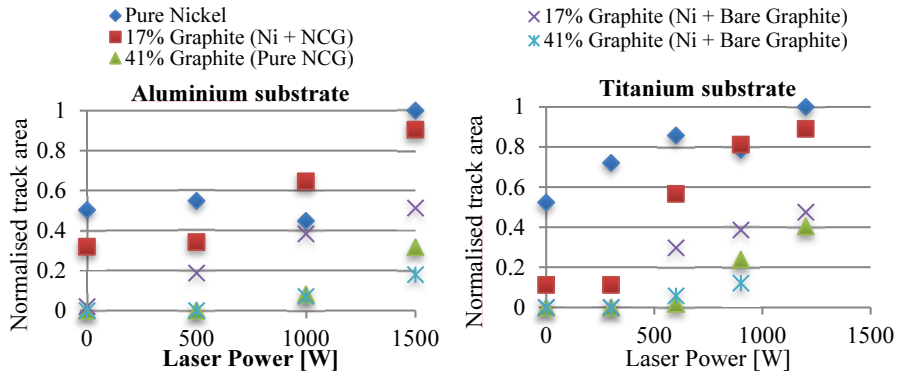 Pure Nickel
17% Graphite (Ni + NCG)
41% Graphite (Pure NCG)
17% Graphite (Ni + Bare Graphite)
41% Graphite (Ni + Bare Graphite)
Aluminium substrate
Normalised track area
1
0.8
0.6
0.4
0.2
0
0 500 1000 1500
Laser Power [W]
Titanium substrate
Normalised track area
1
0.8
0.6
0.4
0.2
0
0 500 1000 1500
Laser Power [W]